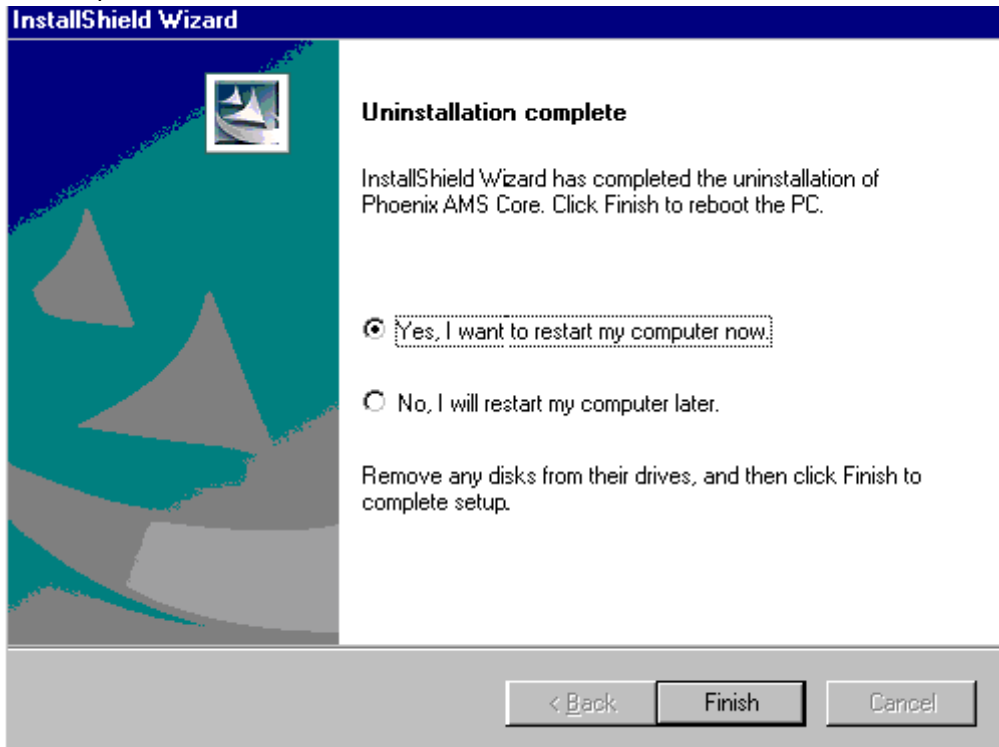 InstallShield Wizard
Uninstallation complete
InstallShield Wizard has completed the uninstallation of
Phoenix AMS Core. Click Finish to reboot the PC.
Yes, I want to restart my computer now.
No, I will restart my computer later.
Remove any disks from their drives, and then click Finish to
complete setup.
< Back
Finish
Cancel